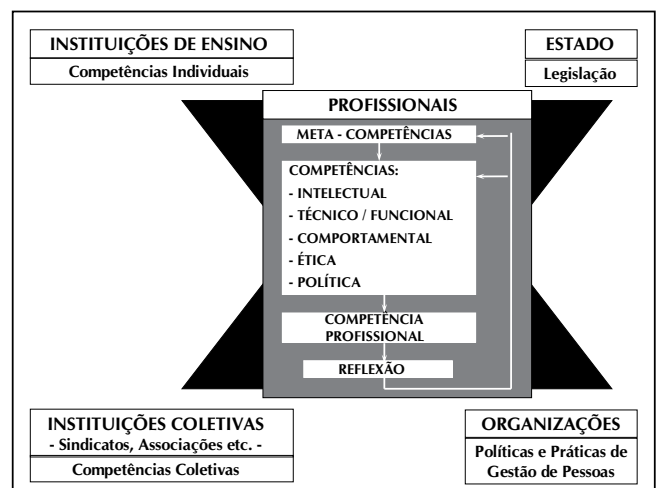 INSTITUIÇÕES DE ENSINO
Competências Individuais
ESTADO
Legislação
PROFISSIONAIS
META - COMPETÊNCIAS
COMPETÊNCIAS:
- INTELECTUAL
- TÉCNICO / FUNCIONAL
- COMPORTAMENTAL
- ÉTICA
- POLÍTICA
COMPETÊNCIA
PROFISSIONAL
REFLEXÃO
INSTITUIÇÕES COLETIVAS
- Sindicatos, Associações etc. -
Competências Coletivas
ORGANIZAÇÕES
Políticas e Práticas de
Gestão de Pessoas